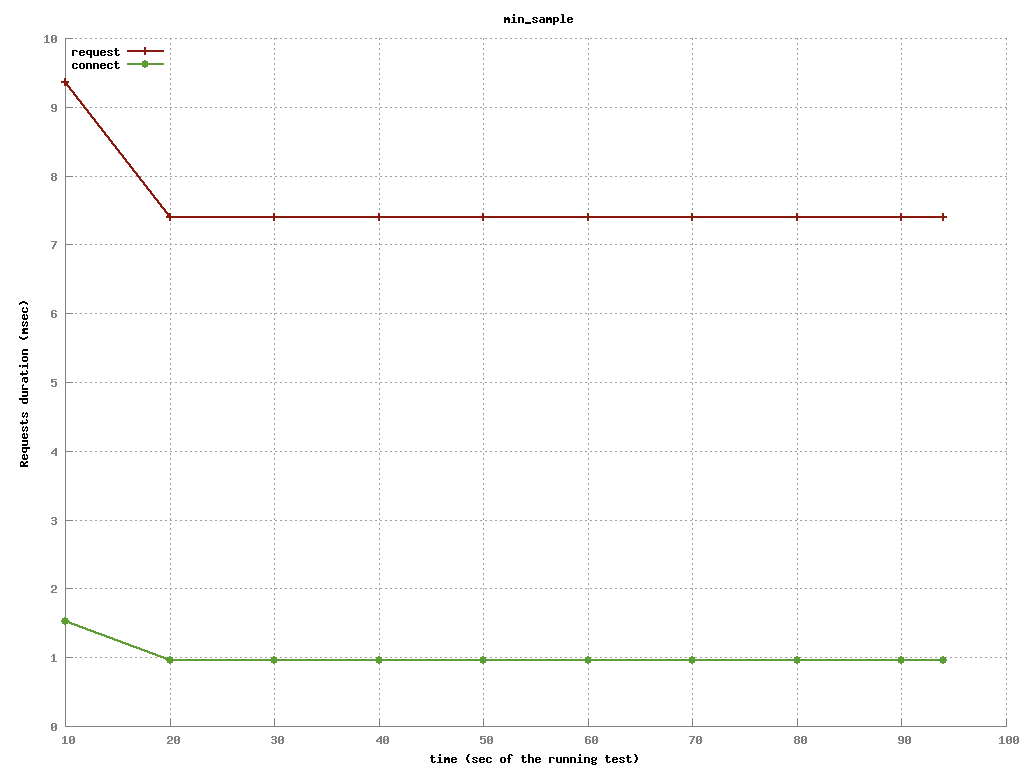 min_sample
request
connect
10
9
8
7
6
5
4
3
2
1
0
Requests duration (msec)
10 20 30 40 50 60 70 80 90 100
time (sec of the running test)